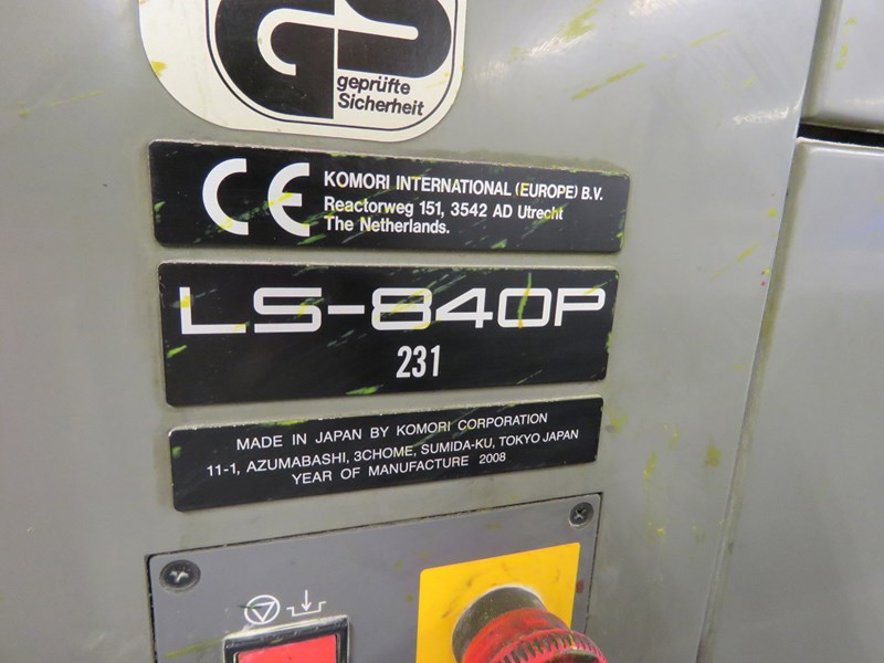 geprüfte
Sicherheit
CE KOMORI INTERNATIONAL (EUROPE) B.V.
Reactorweg 151, 3542 AD Utrecht
The Netherlands.
LS-840P
231
MADE IN JAPAN BY KOMORI CORPORATION
11-1, AZUMABASHI, 3CHOME, SUMIDA-KU, TOKYO JAPAN
YEAR OF MANUFACTURE 2008